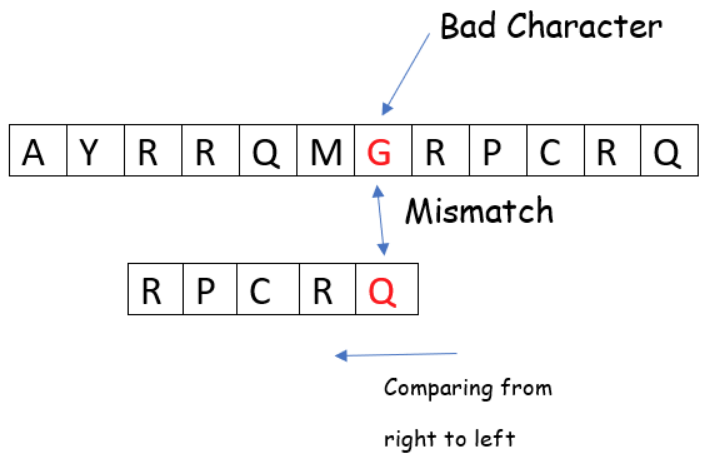 Bad Character
A Y R R Q M G R P C R Q
Mismatch
R P C R Q
Comparing from
right to left